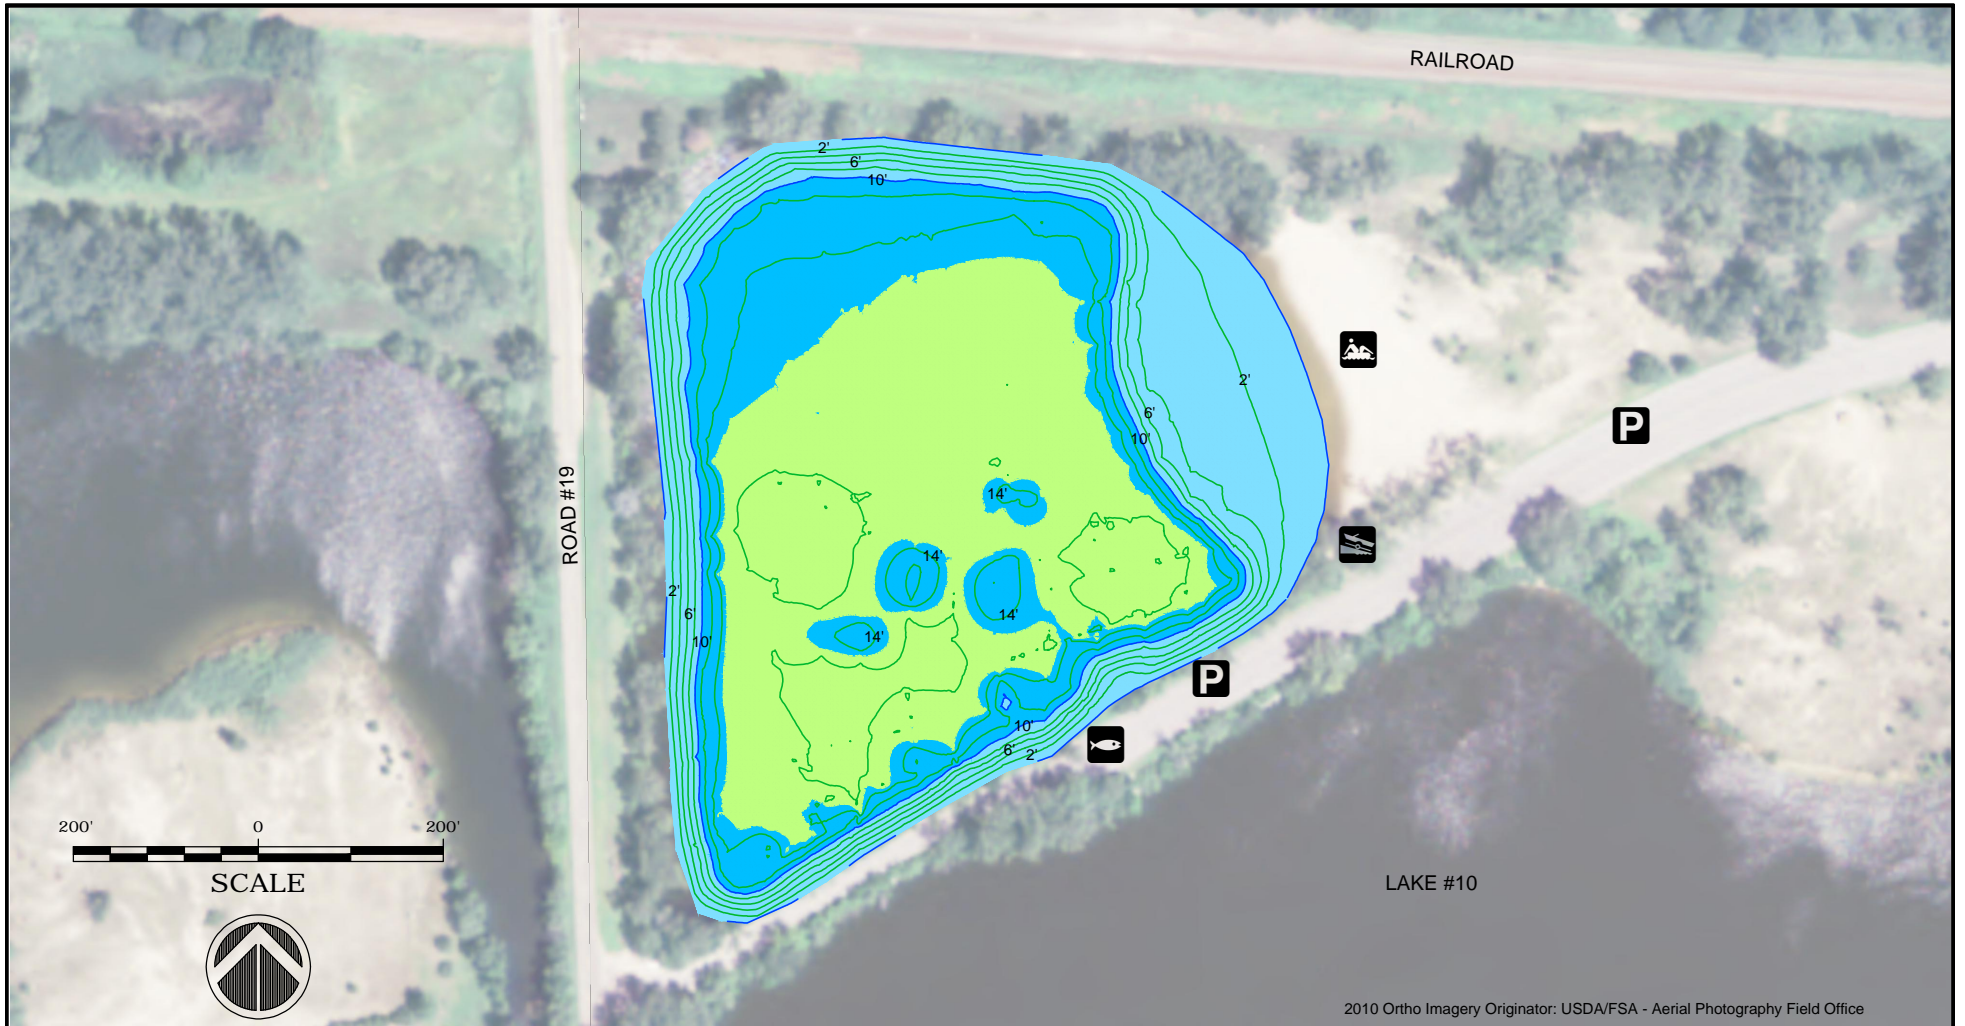 RAILROAD
2'
6'
10'
2'
6'
10'
ROAD #19
14'
14'
14'
14'
2'
6'
10'
P
P
10'
6'
2'
200'
0
200'
SCALE
LAKE #10
2010 Ortho Imagery Originator: USDA/FSA - Aerial Photography Field Office